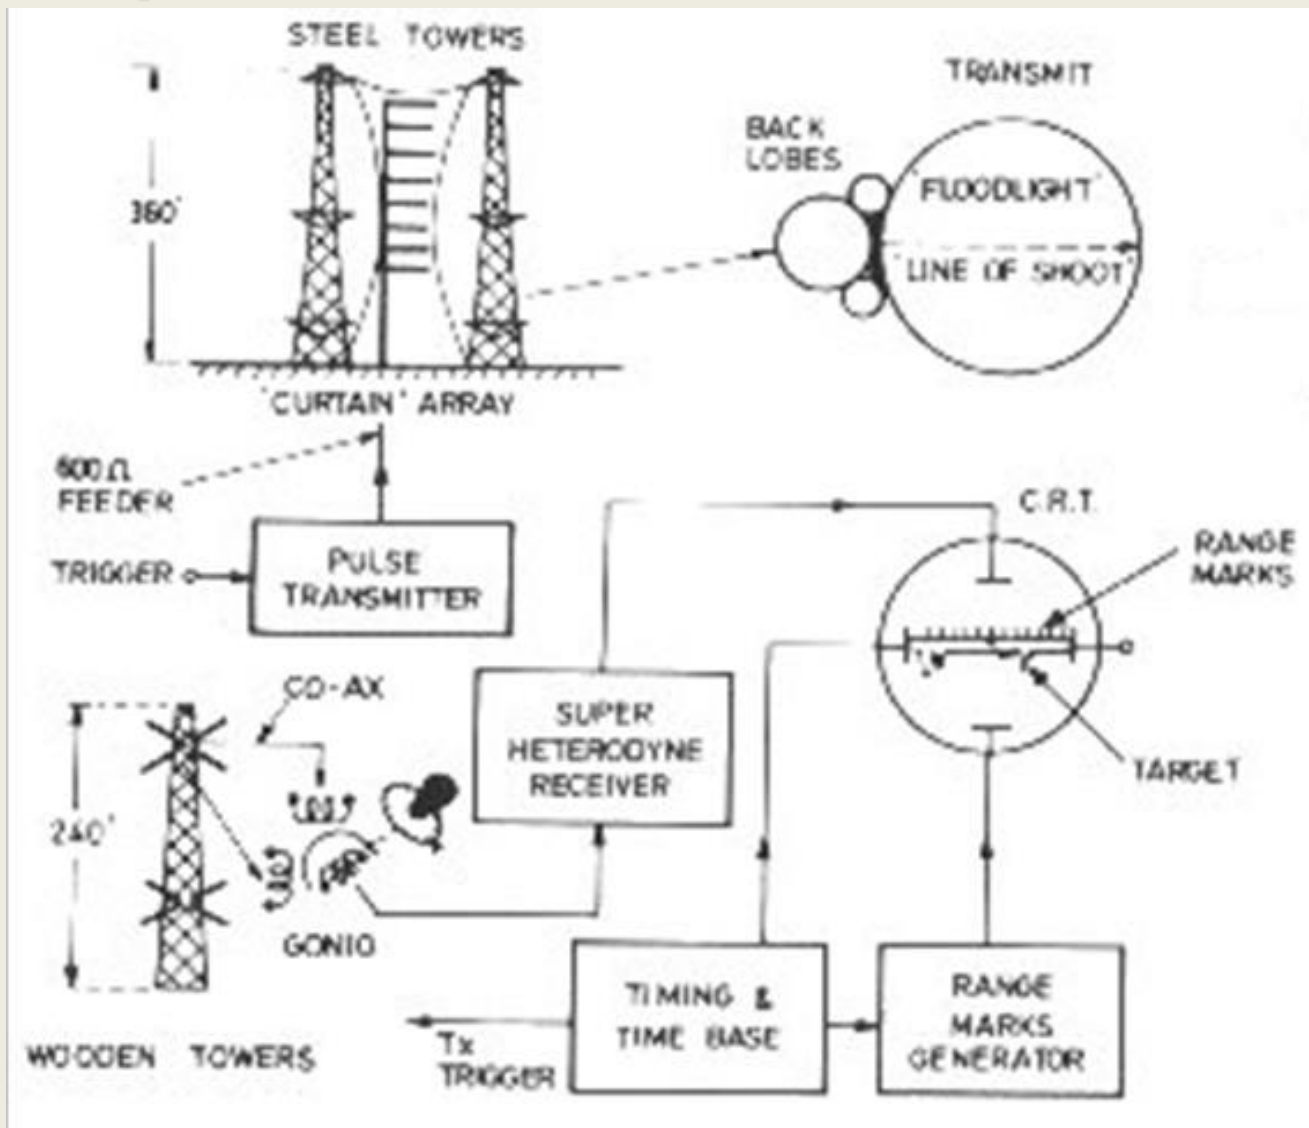 STEEL TOWERS
TRANSMIT
BACK
LOBES
'FLOODLIGHT'
'LINE OF SHOOT'
360'
'CURTAIN' ARRAY
600Ω
FEEDER
C.R.T.
RANGE
MARKS
TRIGGER
PULSE
TRANSMITTER
CO-AX
SUPER
HETERODYNE
RECEIVER
TARGET
240'
GONIO
TIMING &
TIME BASE
RANGE
MARKS
GENERATOR
Tx
TRIGGER
WOODEN TOWERS